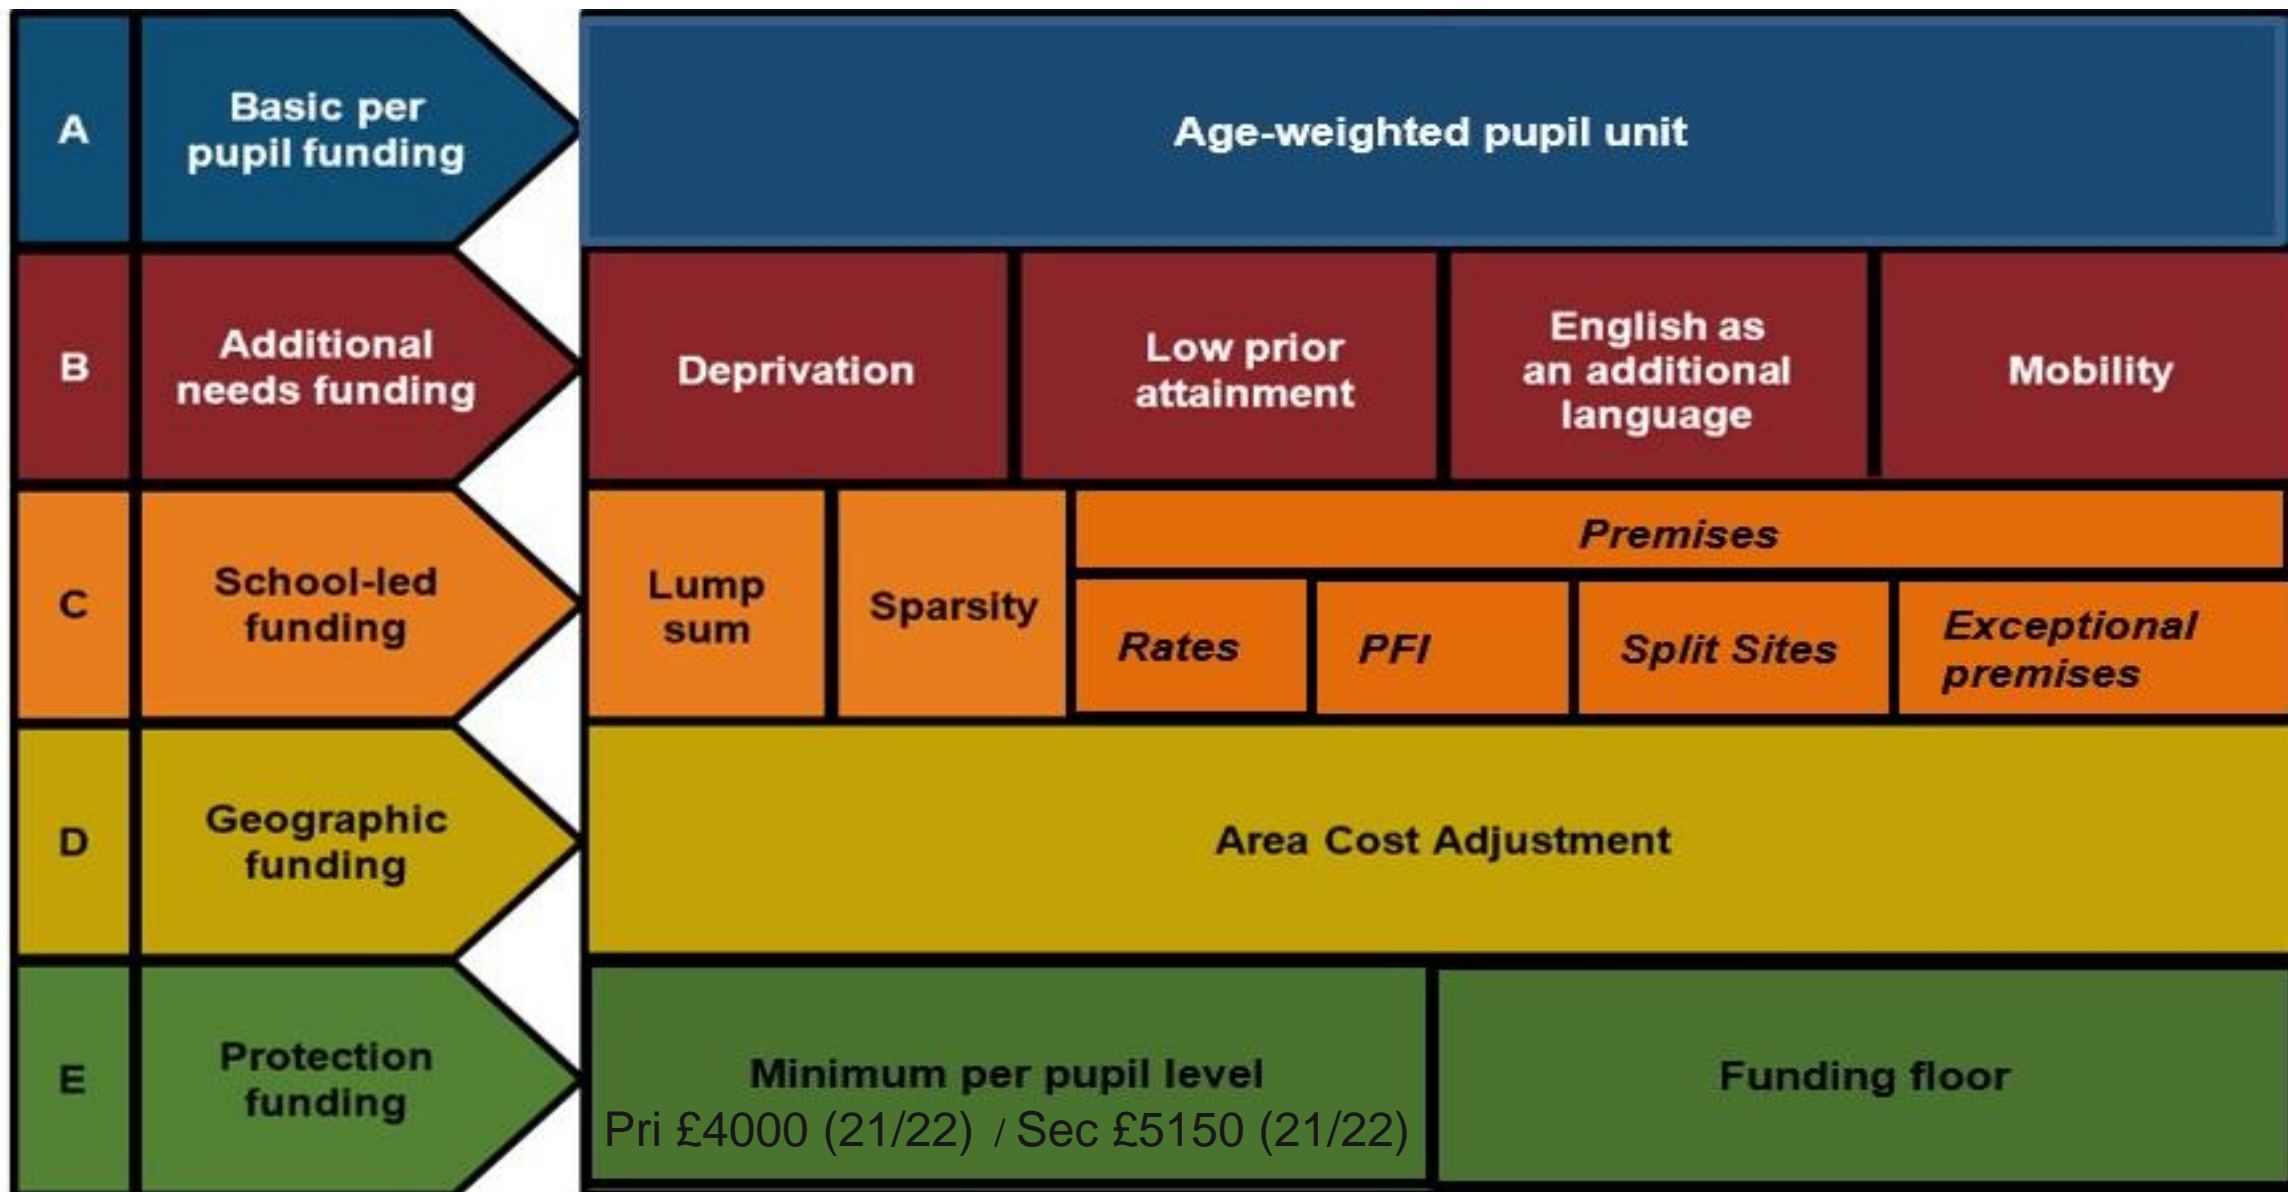 A
Basic per
pupil funding
Age-weighted pupil unit
B
Additional
needs funding
Deprivation
Low prior
attainment
English as
an additional
language
Mobility
C
School-led
funding
Lump
sum
Sparsity
Premises
Rates
PFI
Split Sites
Exceptional
premises
D
Geographic
funding
Area Cost Adjustment
E
Protection
funding
Minimum per pupil level
Pri £4000 (21/22) / Sec £5150 (21/22)
Funding floor